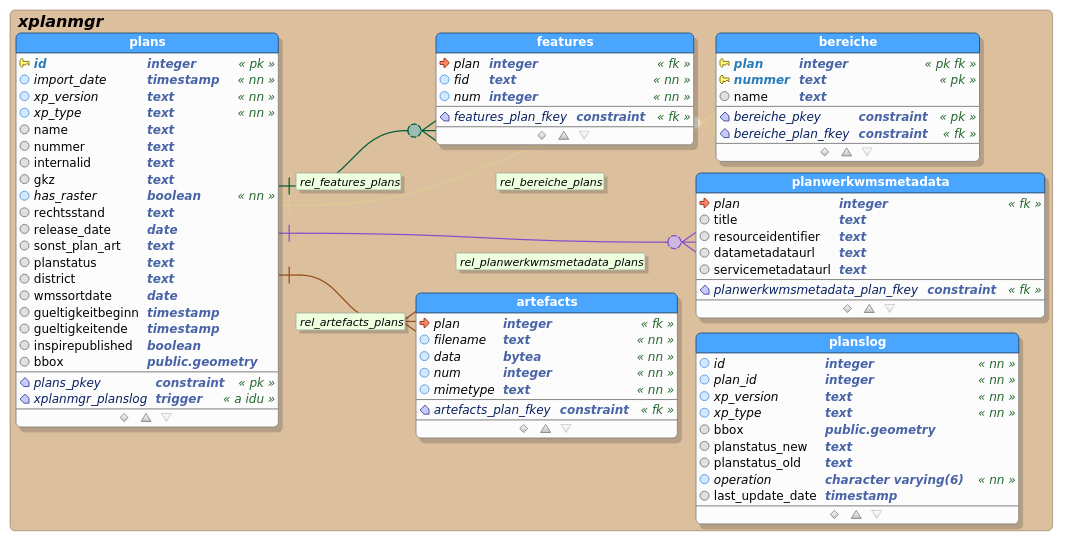 xplanmgr
plans
id integer « pk »
import_date timestamp « nn »
xp_version text « nn »
xp_type text « nn »
name text
nummer text
internalid text
gkz text
has_raster boolean « nn »
rechtsstand text
release_date date
sonst_plan_art text
planstatus text
district text
wmssortdate date
gueltigkeitbeginn timestamp
gueltigkeitende timestamp
inspirepublished boolean
bbox public.geometry
plans_pkey constraint « pk »
xplanmgr_planslog trigger « a idu »
features
plan integer « fk »
fid text « nn »
num integer « nn »
features_plan_fkey constraint « fk »
bereiche
plan integer « pk fk »
nummer text « pk »
name text
bereiche_pkey constraint « pk »
bereiche_plan_fkey constraint « fk »
rel_features_plans
rel_bereiche_plans
planwerkwmsmetadata
plan integer « fk »
title text
resourceidentifier text
datametadataurl text
servicemetadataurl text
planwerkwmsmetadata_plan_fkey constraint « fk »
rel_planwerkwmsmetadata_plans
rel_artefacts_plans
artefacts
plan integer « fk »
filename text « nn »
data bytea « nn »
num integer « nn »
mimetype text « nn »
artefacts_plan_fkey constraint « fk »
planslog
id integer « nn »
plan_id integer « nn »
xp_version text « nn »
xp_type text « nn »
bbox public.geometry
planstatus_new text
planstatus_old text
operation character varying(6) « nn »
last_update_date timestamp